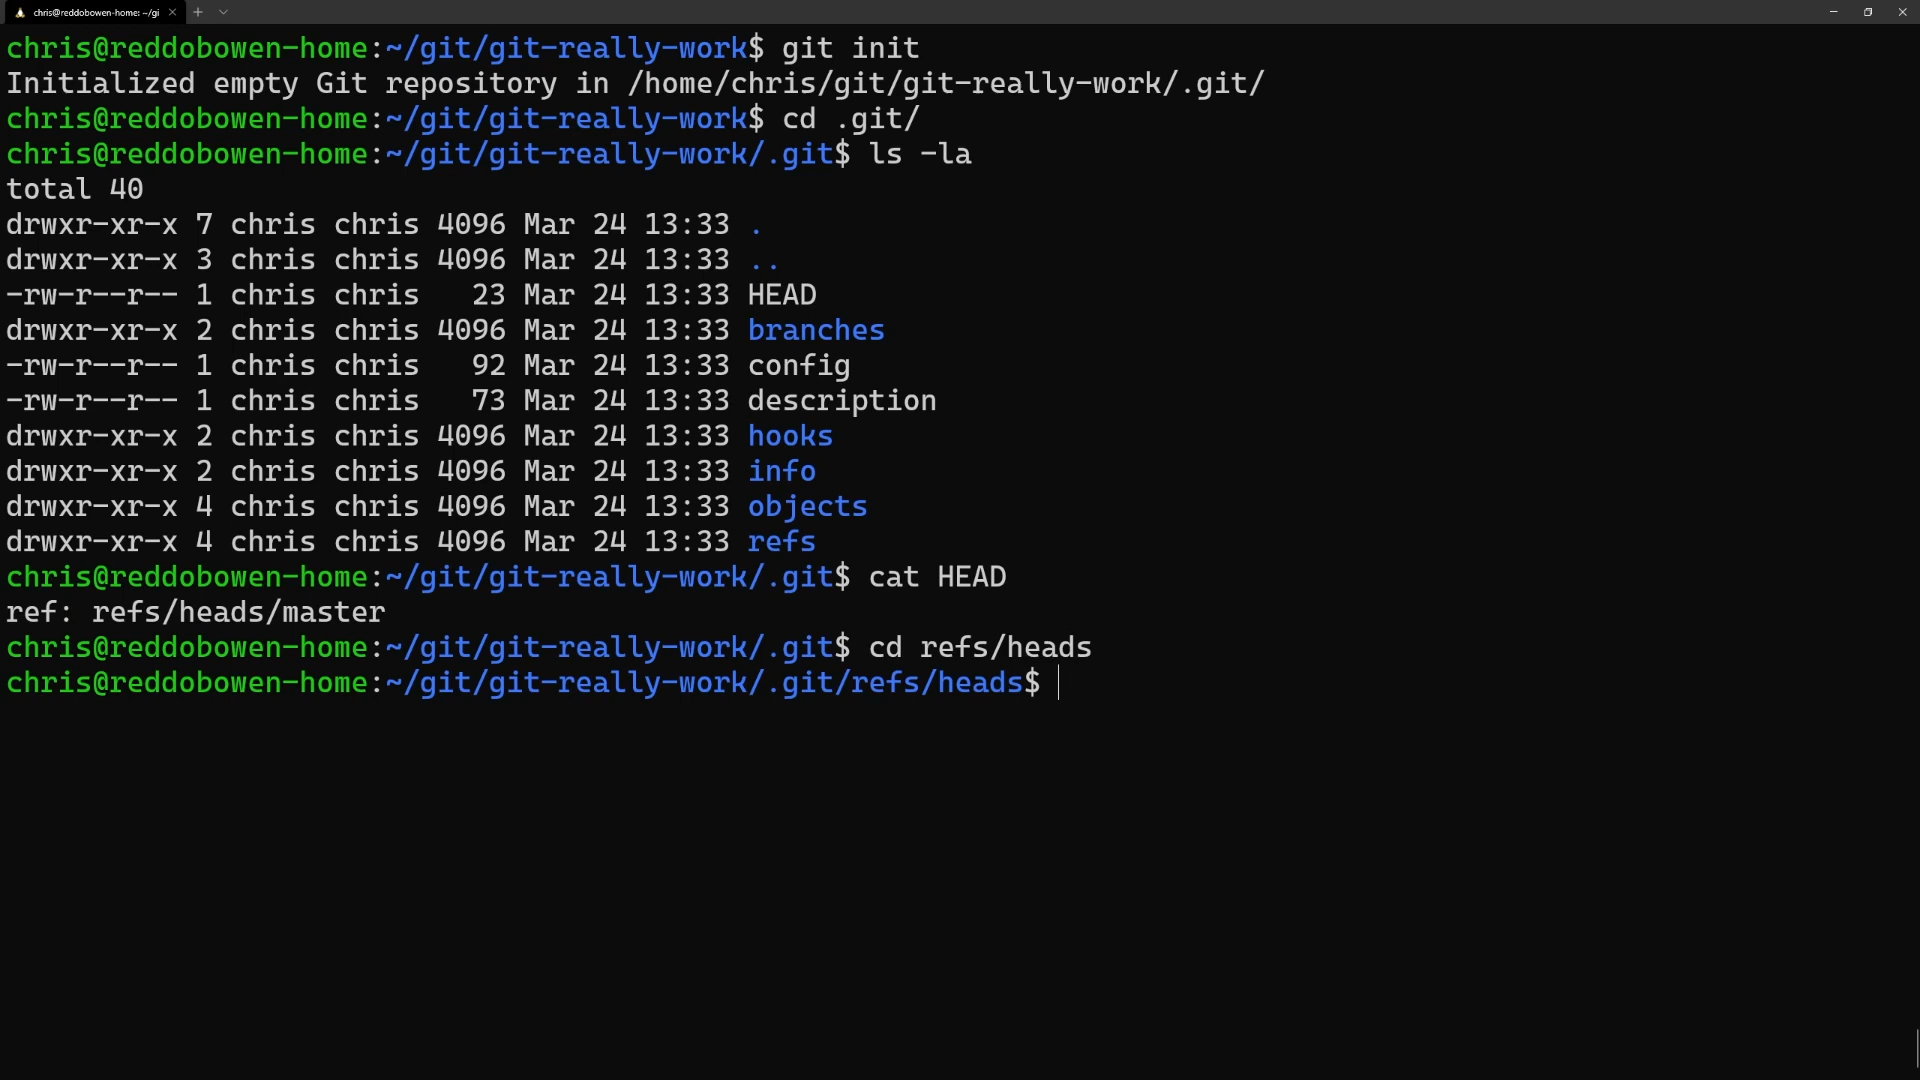 chris@reddobowen-home: ~/gi
chris@reddobowen-home:~/git/git-really-work$ git init
Initialized empty Git repository in /home/chris/git/git-really-work/.git/
chris@reddobowen-home:~/git/git-really-work$ cd .git/
chris@reddobowen-home:~/git/git-really-work/.git$ ls -la
total 40
drwxr-xr-x 7 chris chris 4096 Mar 24 13:33 .
drwxr-xr-x 3 chris chris 4096 Mar 24 13:33 ..
-rw-r--r-- 1 chris chris   23 Mar 24 13:33 HEAD
drwxr-xr-x 2 chris chris 4096 Mar 24 13:33 branches
-rw-r--r-- 1 chris chris   92 Mar 24 13:33 config
-rw-r--r-- 1 chris chris   73 Mar 24 13:33 description
drwxr-xr-x 2 chris chris 4096 Mar 24 13:33 hooks
drwxr-xr-x 2 chris chris 4096 Mar 24 13:33 info
drwxr-xr-x 4 chris chris 4096 Mar 24 13:33 objects
drwxr-xr-x 4 chris chris 4096 Mar 24 13:33 refs
chris@reddobowen-home:~/git/git-really-work/.git$ cat HEAD
ref: refs/heads/master
chris@reddobowen-home:~/git/git-really-work/.git$ cd refs/heads
chris@reddobowen-home:~/git/git-really-work/.git/refs/heads$